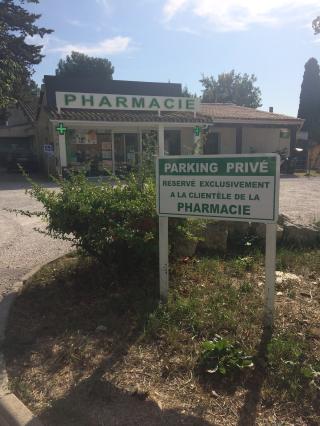 PHARMACIE
PARKING PRIVÉ
RESERVÉ EXCLUSIVEMENT
A LA CLIENTÈLE DE LA
PHARMACIE